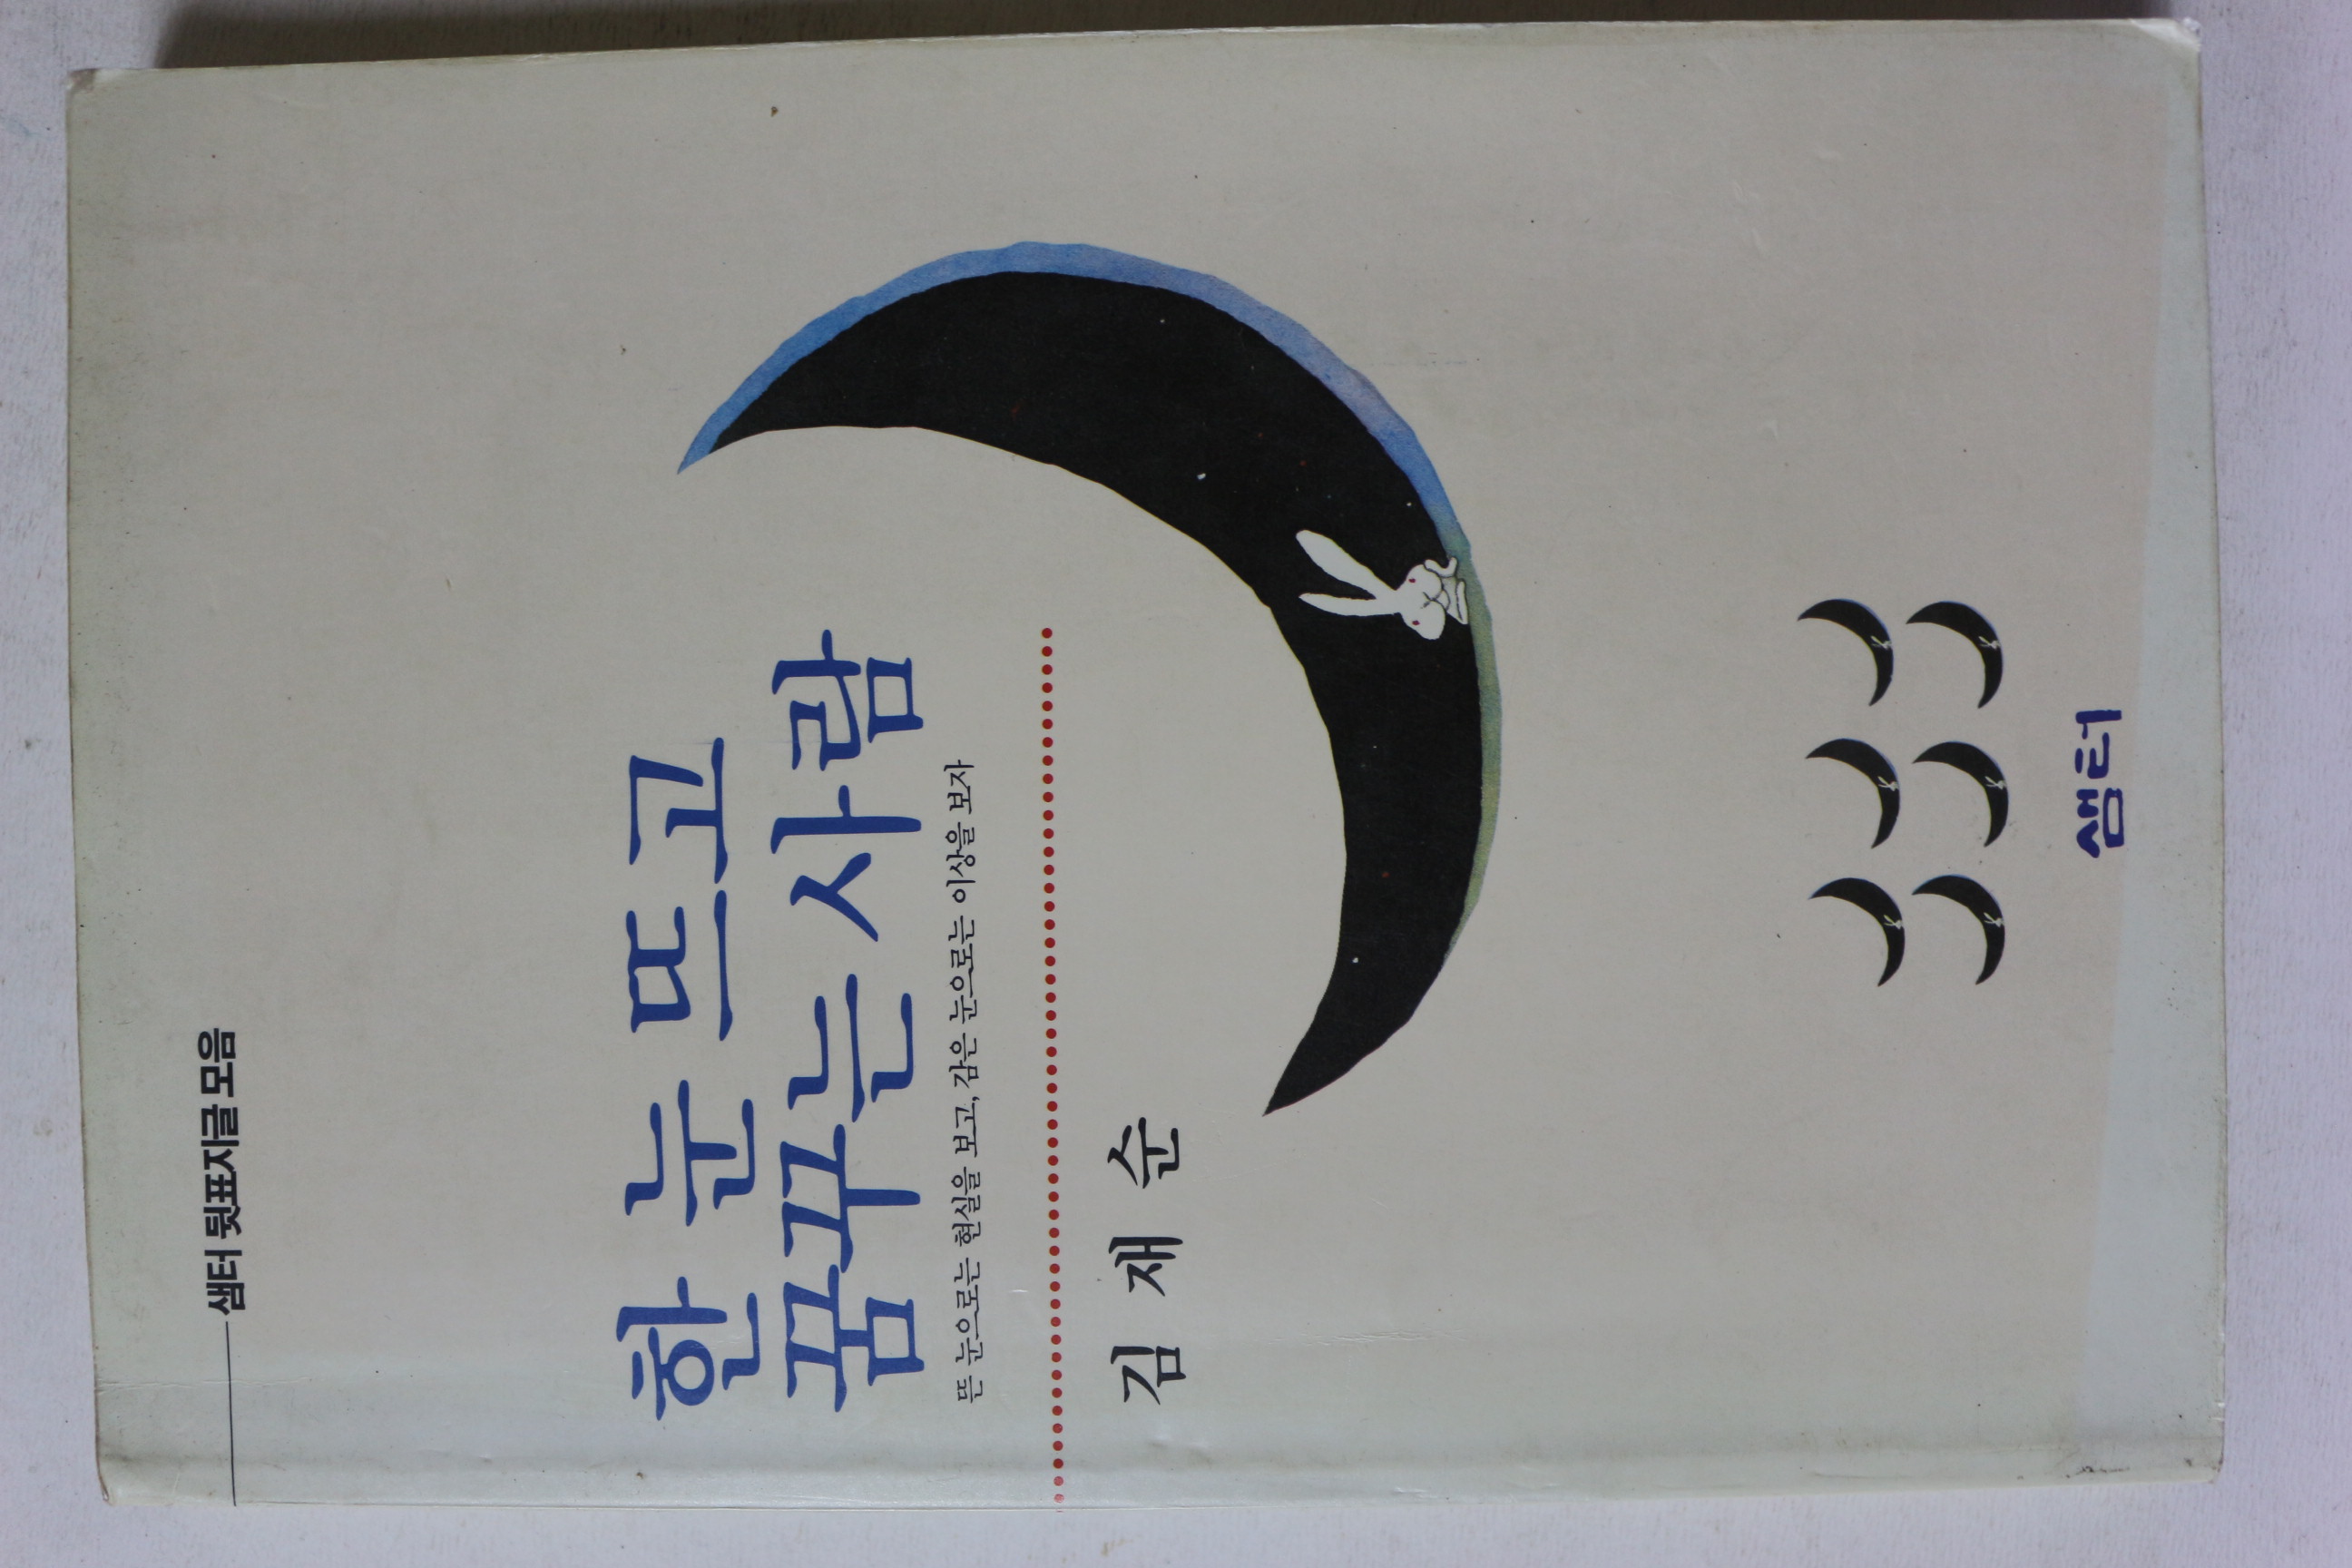 샘터 뒷표지글 모음
한 눈 뜨고
꿈꾸는 사람
뜬 눈으로는 현실을 보고, 감은 눈으로는 이상을 보자
김 재 순
샘터